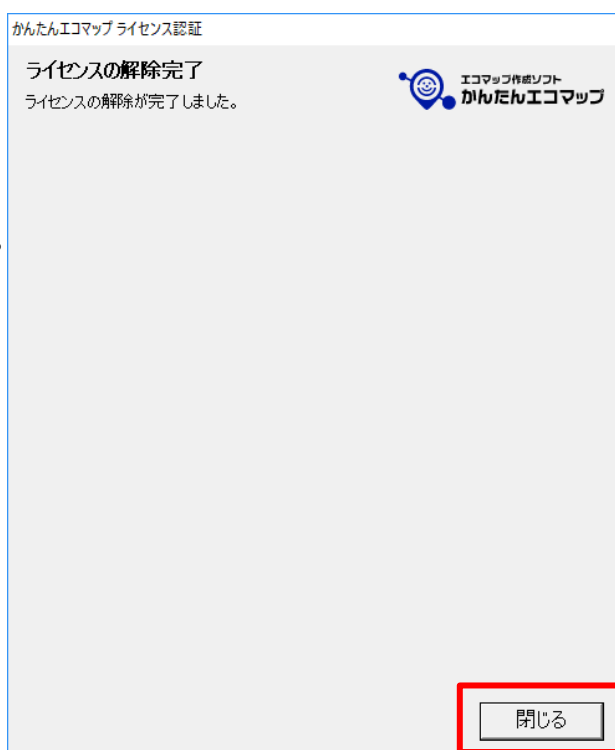 かんたんエコマップ ライセンス認証
ライセンスの解除完了
ライセンスの解除が完了しました。
エコマップ作成ソフト
かんたんエコマップ
閉じる